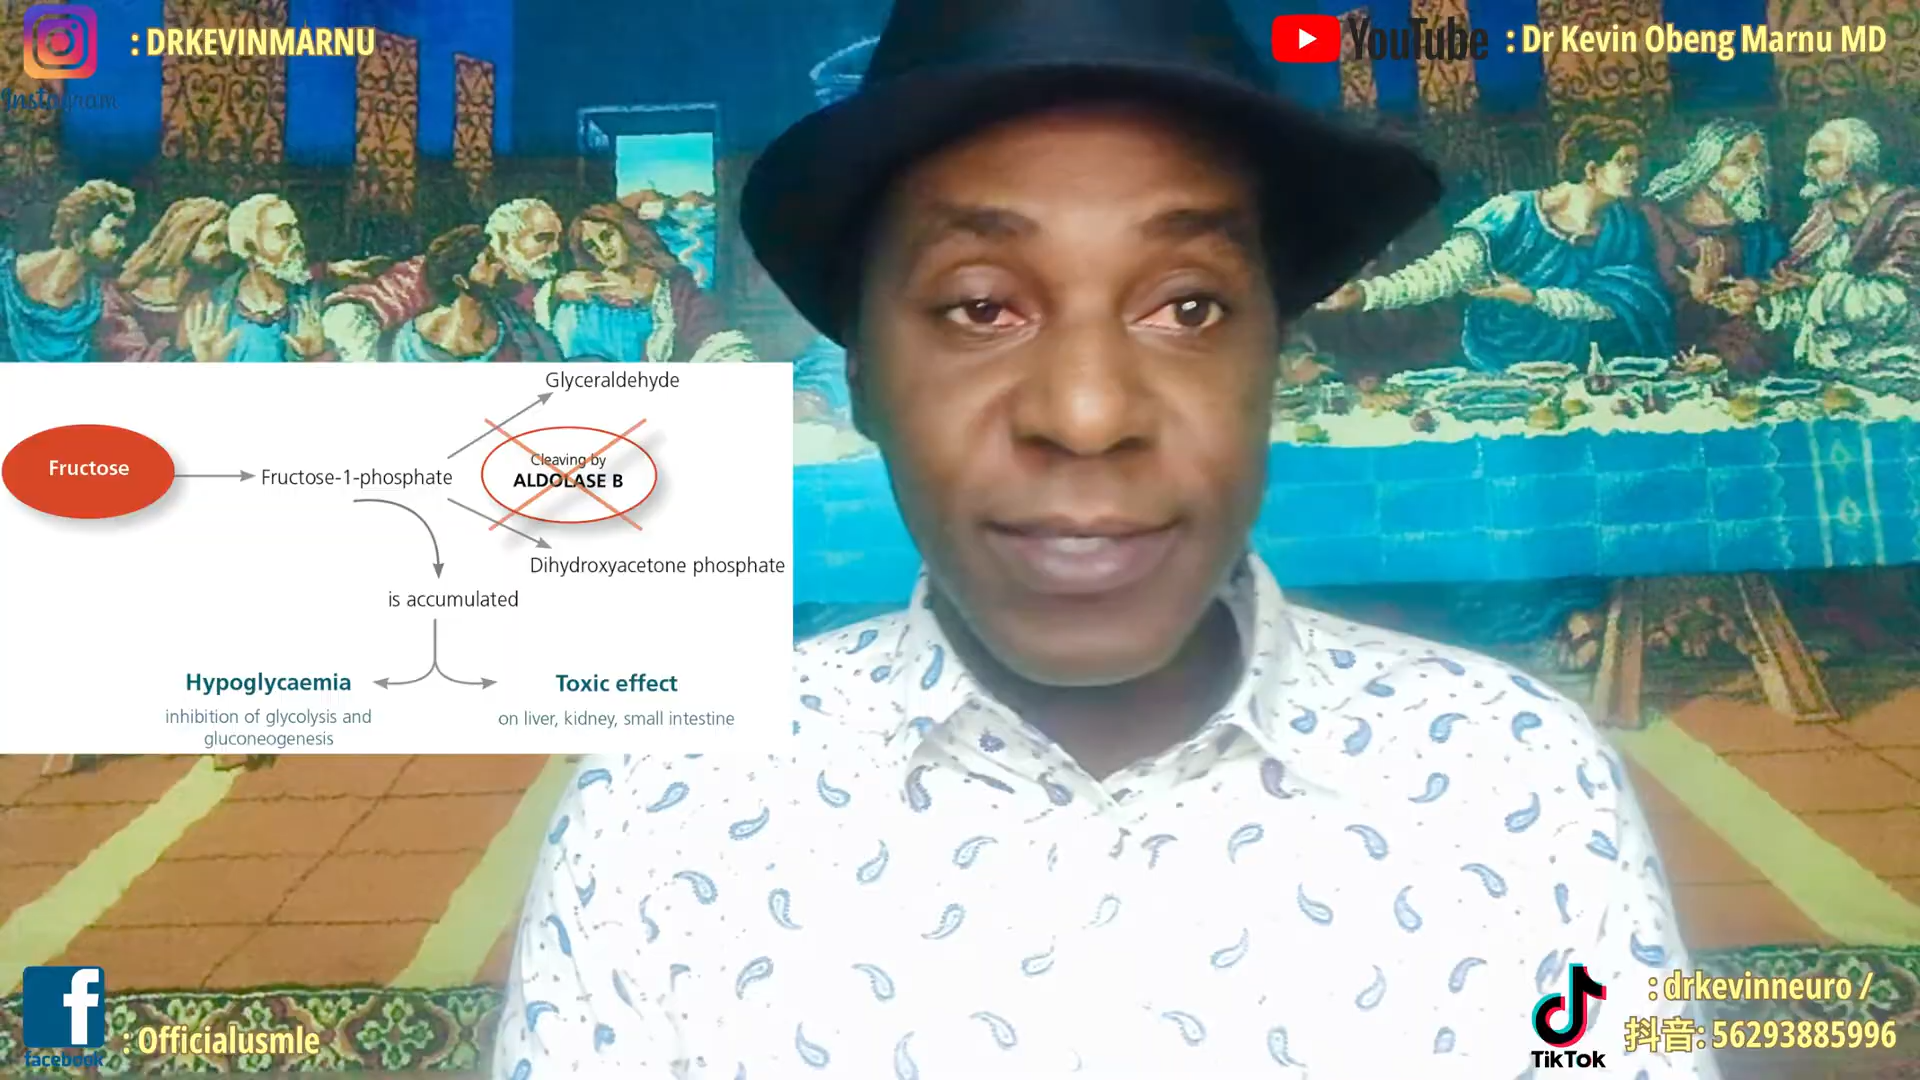 : DRKEVINMARNU
Instagram
YouTube : Dr Kevin Obeng Marnu MD
Glyceraldehyde
Fructose
Fructose-1-phosphate
Cleaving by
ALDOLASE B
Dihydroxyacetone phosphate
is accumulated
Hypoglycaemia
inhibition of glycolysis and
gluconeogenesis
Toxic effect
on liver, kidney, small intestine
facebook
: Officialusmle
TikTok
: drkevinneuro /
抖音: 56293885996